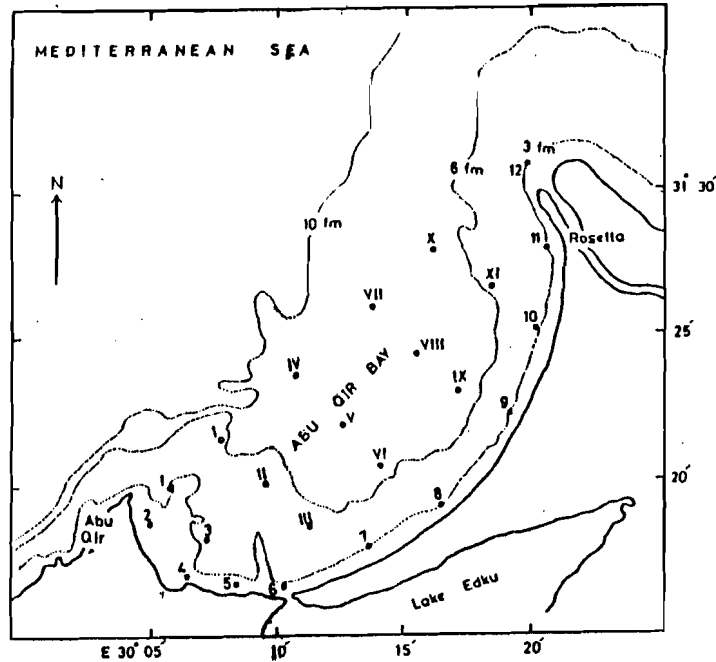 MEDITERRANEAN SEA
3 fm
6 fm
12
N
31° 30'
10 fm
X
11
Rosetta
XI
VII
10
25'
VIII
IV
IX
ABU QIR BAY
V
9
I
VI
20'
II
1
8
Abu
Qir
2
III
3
7
4
5
6
Lake Edku
E 30° 05'
10'
15'
20'